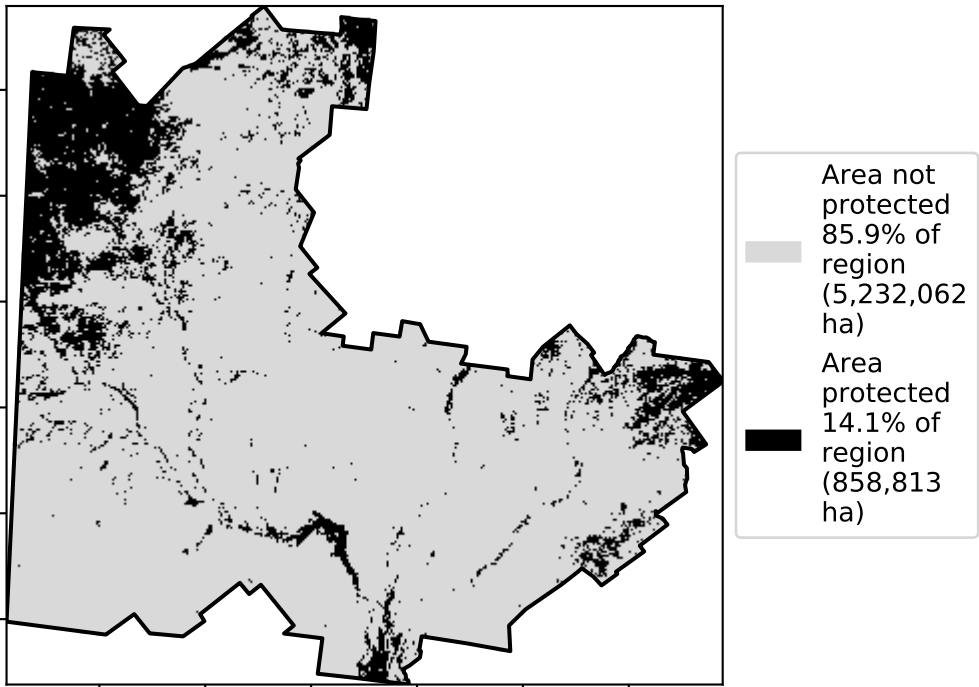 Area not
protected
85.9% of
region
(5,232,062
ha)
Area
protected
14.1% of
region
(858,813
ha)